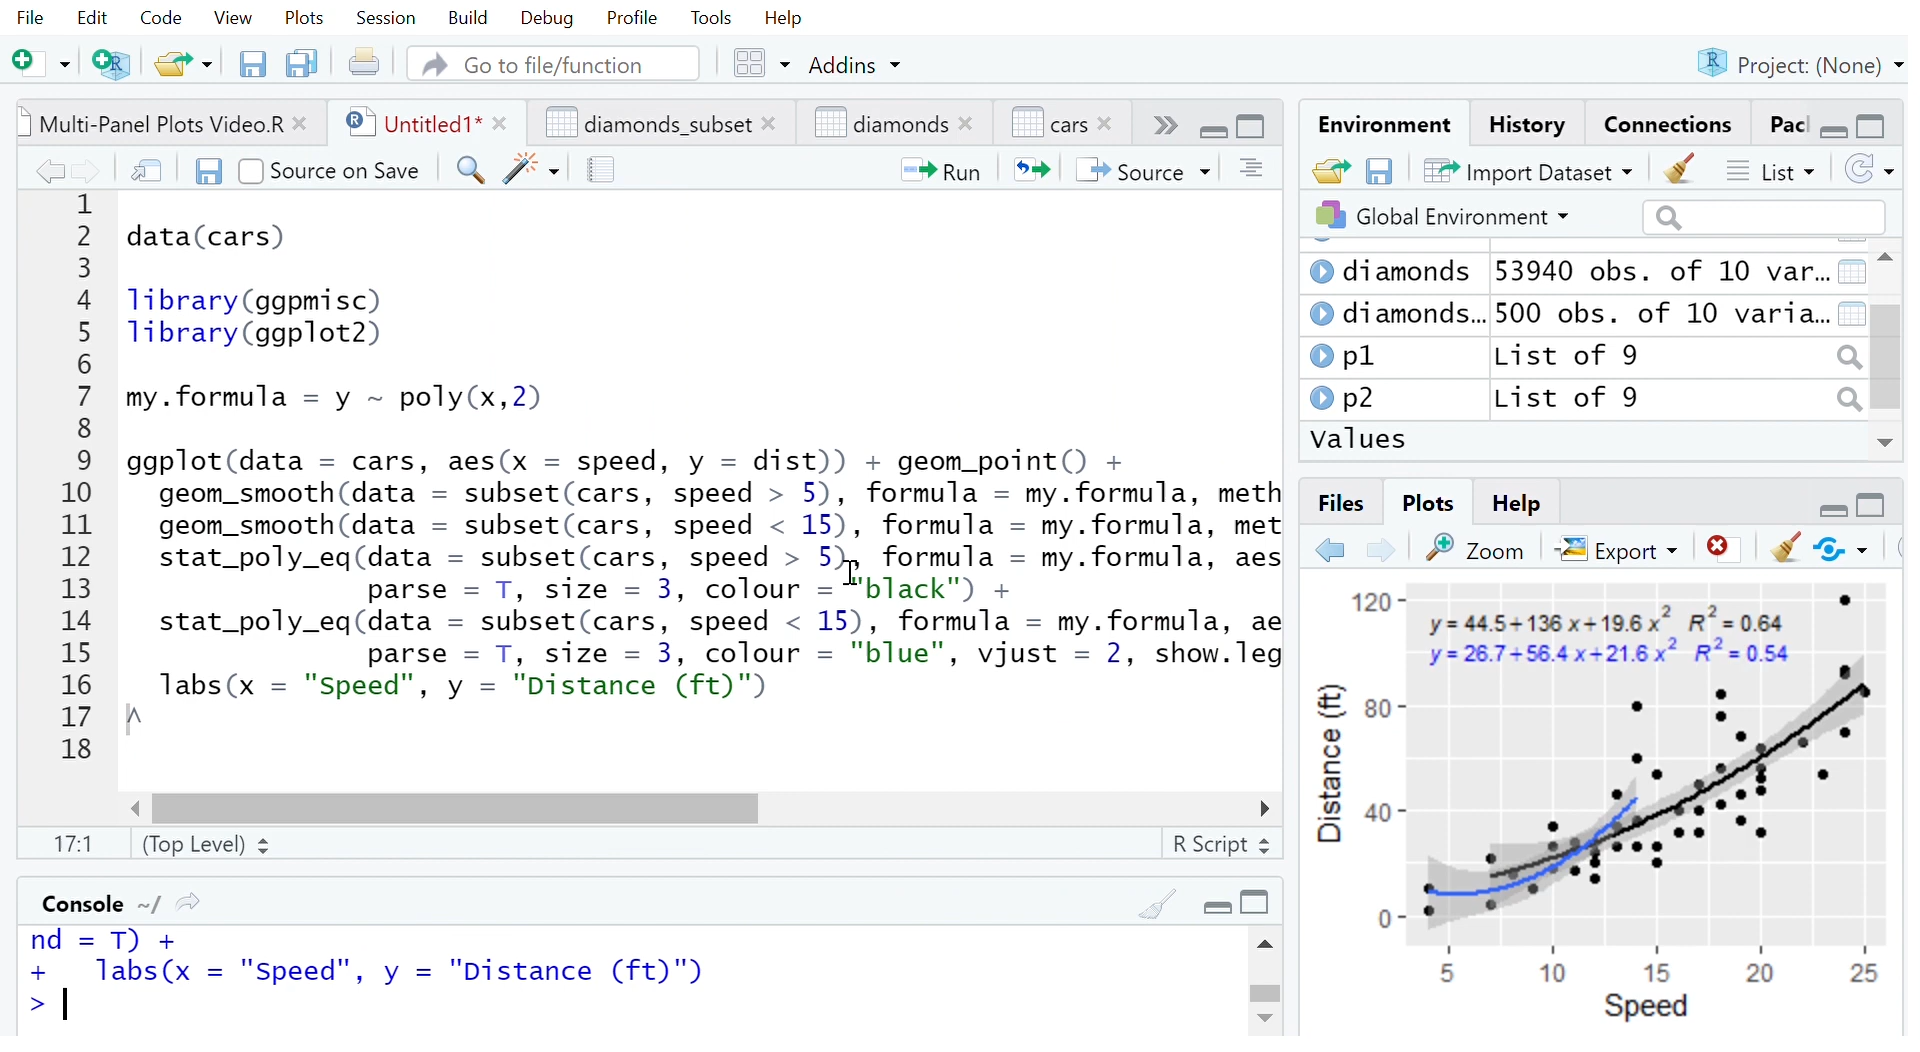 File Edit Code View Plots Session Build Debug Profile Tools Help
Go to file/function Addins Project: (None)
Multi-Panel Plots Video.R Untitled1* diamonds_subset diamonds cars
Source on Save Run Source
1
2 data(cars)
3
4 library(ggpmisc)
5 library(ggplot2)
6
7 my.formula = y ~ poly(x,2)
8
9 ggplot(data = cars, aes(x = speed, y = dist)) + geom_point() +
10 geom_smooth(data = subset(cars, speed > 5), formula = my.formula, meth
11 geom_smooth(data = subset(cars, speed < 15), formula = my.formula, met
12 stat_poly_eq(data = subset(cars, speed > 5), formula = my.formula, aes
13 parse = T, size = 3, colour = "black") +
14 stat_poly_eq(data = subset(cars, speed < 15), formula = my.formula, ae
15 parse = T, size = 3, colour = "blue", vjust = 2, show.leg
16 labs(x = "Speed", y = "Distance (ft)")
17
18
17:1 (Top Level) R Script
Console ~/
nd = T) +
+ labs(x = "Speed", y = "Distance (ft)")
>
Environment History Connections Pac
Import Dataset List
Global Environment
diamonds 53940 obs. of 10 var…
diamonds… 500 obs. of 10 varia…
p1 List of 9
p2 List of 9
Values
Files Plots Help
Zoom Export
y = 44.5+136 x+19.6 x² R² = 0.64
y = 26.7+56.4 x+21.6 x² R² = 0.54
120
80
40
0
Distance (ft)
5 10 15 20 25
Speed